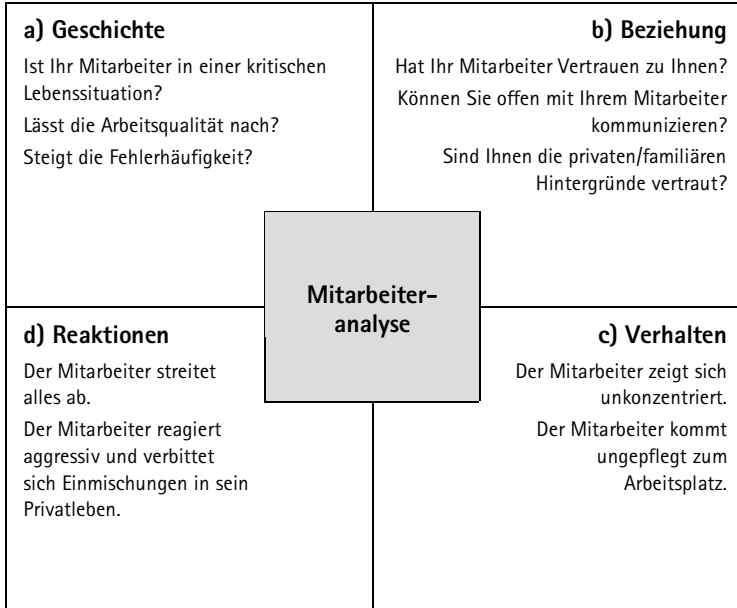 a) Geschichte
Ist Ihr Mitarbeiter in einer kritischen
Lebenssituation?
Lässt die Arbeitsqualität nach?
Steigt die Fehlerhäufigkeit?
b) Beziehung
Hat Ihr Mitarbeiter Vertrauen zu Ihnen?
Können Sie offen mit Ihrem Mitarbeiter
kommunizieren?
Sind Ihnen die privaten/familiären
Hintergründe vertraut?
Mitarbeiter-
analyse
d) Reaktionen
Der Mitarbeiter streitet
alles ab.
Der Mitarbeiter reagiert
aggressiv und verbittet
sich Einmischungen in sein
Privatleben.
c) Verhalten
Der Mitarbeiter zeigt sich
unkonzentriert.
Der Mitarbeiter kommt
ungepflegt zum
Arbeitsplatz.